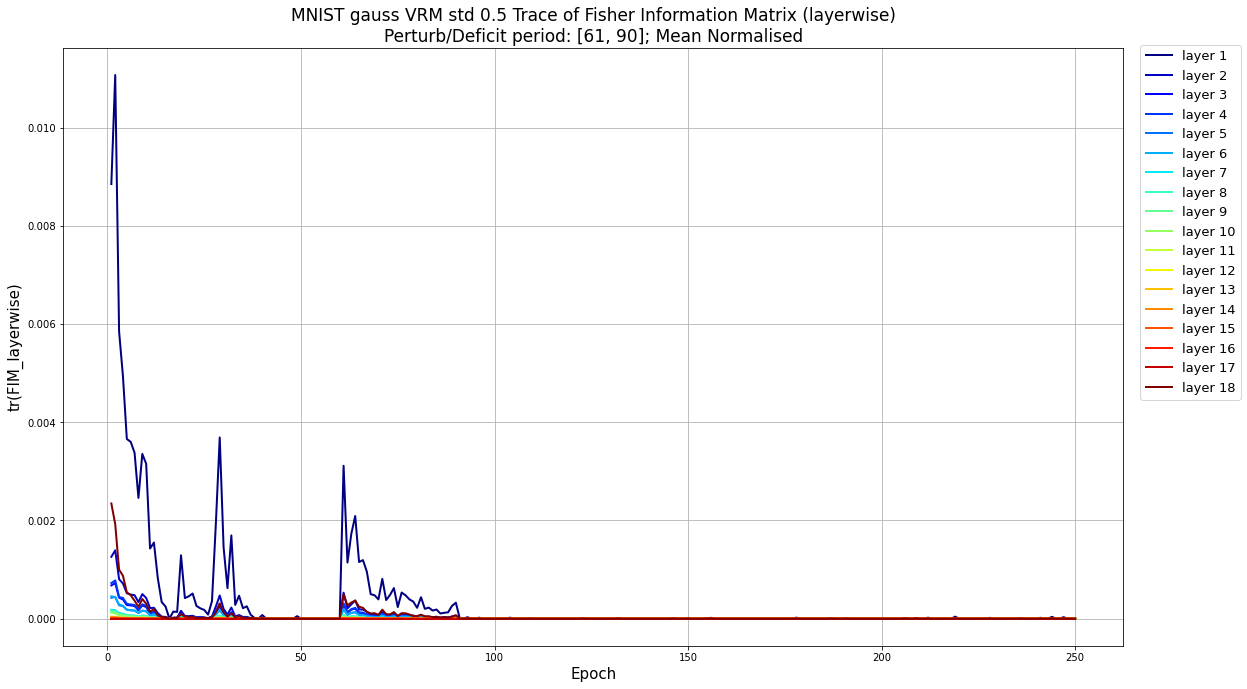 MNIST gauss VRM std 0.5 Trace of Fisher Information Matrix (layerwise)
Perturb/Deficit period: [61, 90]; Mean Normalised
tr(FIM_layerwise)
0.010
0.008
0.006
0.004
0.002
0.000
0
50
100
150
200
250
Epoch
layer 1
layer 2
layer 3
layer 4
layer 5
layer 6
layer 7
layer 8
layer 9
layer 10
layer 11
layer 12
layer 13
layer 14
layer 15
layer 16
layer 17
layer 18